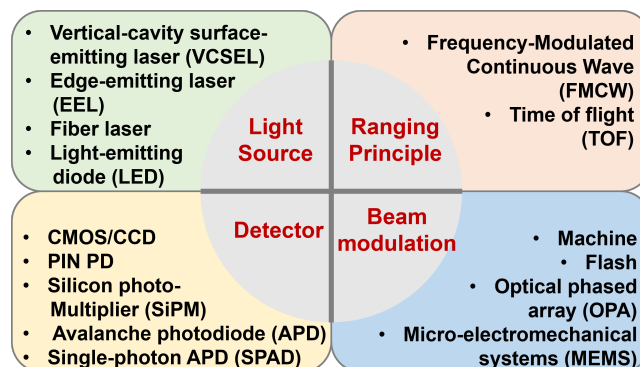 • Vertical-cavity surface-
emitting laser (VCSEL)
• Edge-emitting laser
(EEL)
• Fiber laser
• Light-emitting
diode (LED)
• Frequency-Modulated
Continuous Wave
(FMCW)
• Time of flight
(TOF)
Light
Source
Ranging
Principle
Detector
Beam
modulation
• CMOS/CCD
• PIN PD
• Silicon photo-
Multiplier (SiPM)
• Avalanche photodiode (APD)
• Single-photon APD (SPAD)
• Machine
• Flash
• Optical phased
array (OPA)
• Micro-electromechanical
systems (MEMS)